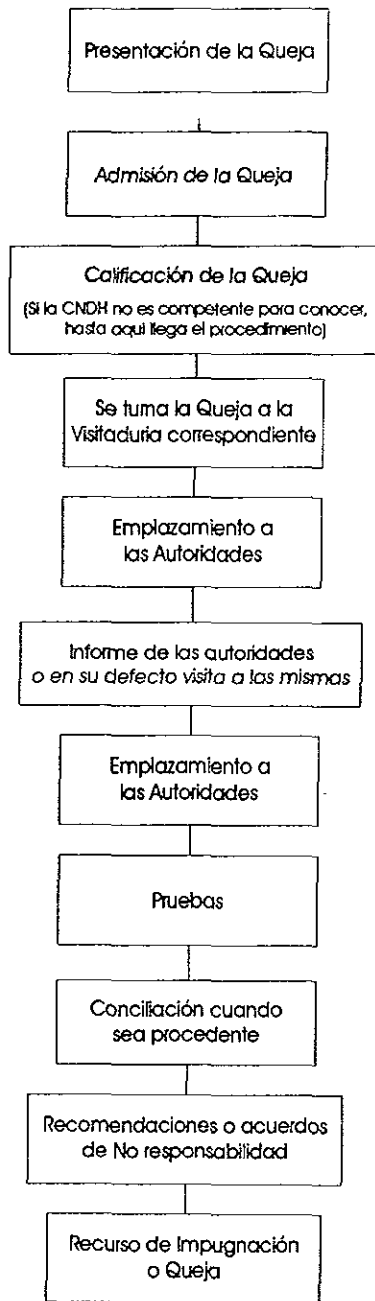 Presentación de la Queja
Admisión de la Queja
Calificación de la Queja
(Si la CNDH no es competente para conocer,
hasta aquí llega el procedimiento)
Se turna la Queja a la
Visitaduría correspondiente
Emplazamiento a
las Autoridades
Informe de las autoridades
o en su defecto visita a las mismas
Emplazamiento a
las Autoridades
Pruebas
Conciliación cuando
sea procedente
Recomendaciones o acuerdos
de No responsabilidad
Recurso de Impugnación
o Queja